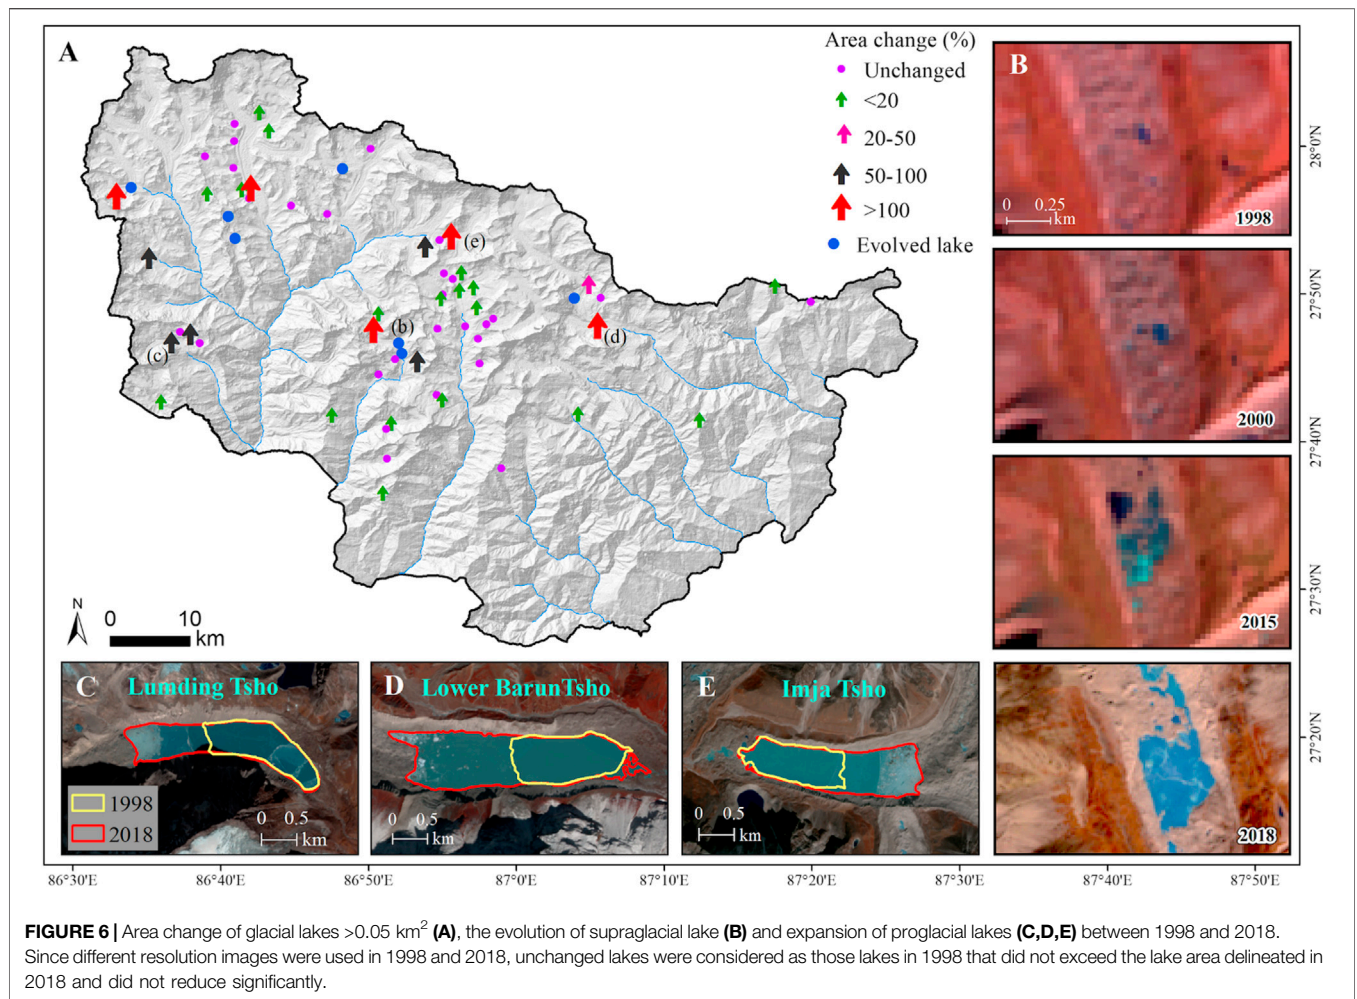 A
Area change (%)
Unchanged
<20
20-50
50-100
>100
Evolved lake
(e)
(b)
(d)
(c)
N
0 10
km
B
0 0.25
km
1998
2000
2015
2018
28°0'N
27°50'N
27°40'N
27°30'N
27°20'N
C Lumding Tsho
1998
2018
0 0.5
km
D Lower BarunTsho
0 0.5
km
E Imja Tsho
0 0.5
km
86°30'E 86°40'E 86°50'E 87°0'E 87°10'E 87°20'E 87°30'E 87°40'E 87°50'E
FIGURE 6 | Area change of glacial lakes >0.05 km² (A), the evolution of supraglacial lake (B) and expansion of proglacial lakes (C,D,E) between 1998 and 2018.
Since different resolution images were used in 1998 and 2018, unchanged lakes were considered as those lakes in 1998 that did not exceed the lake area delineated in
2018 and did not reduce significantly.